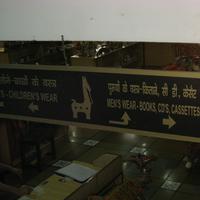 बच्चों के वस्त्र
CHILDREN'S WEAR
पुरुषों के वस्त्र-किताबें, सी डी, कैसेट
MEN'S WEAR-BOOKS, CD'S, CASSETTES